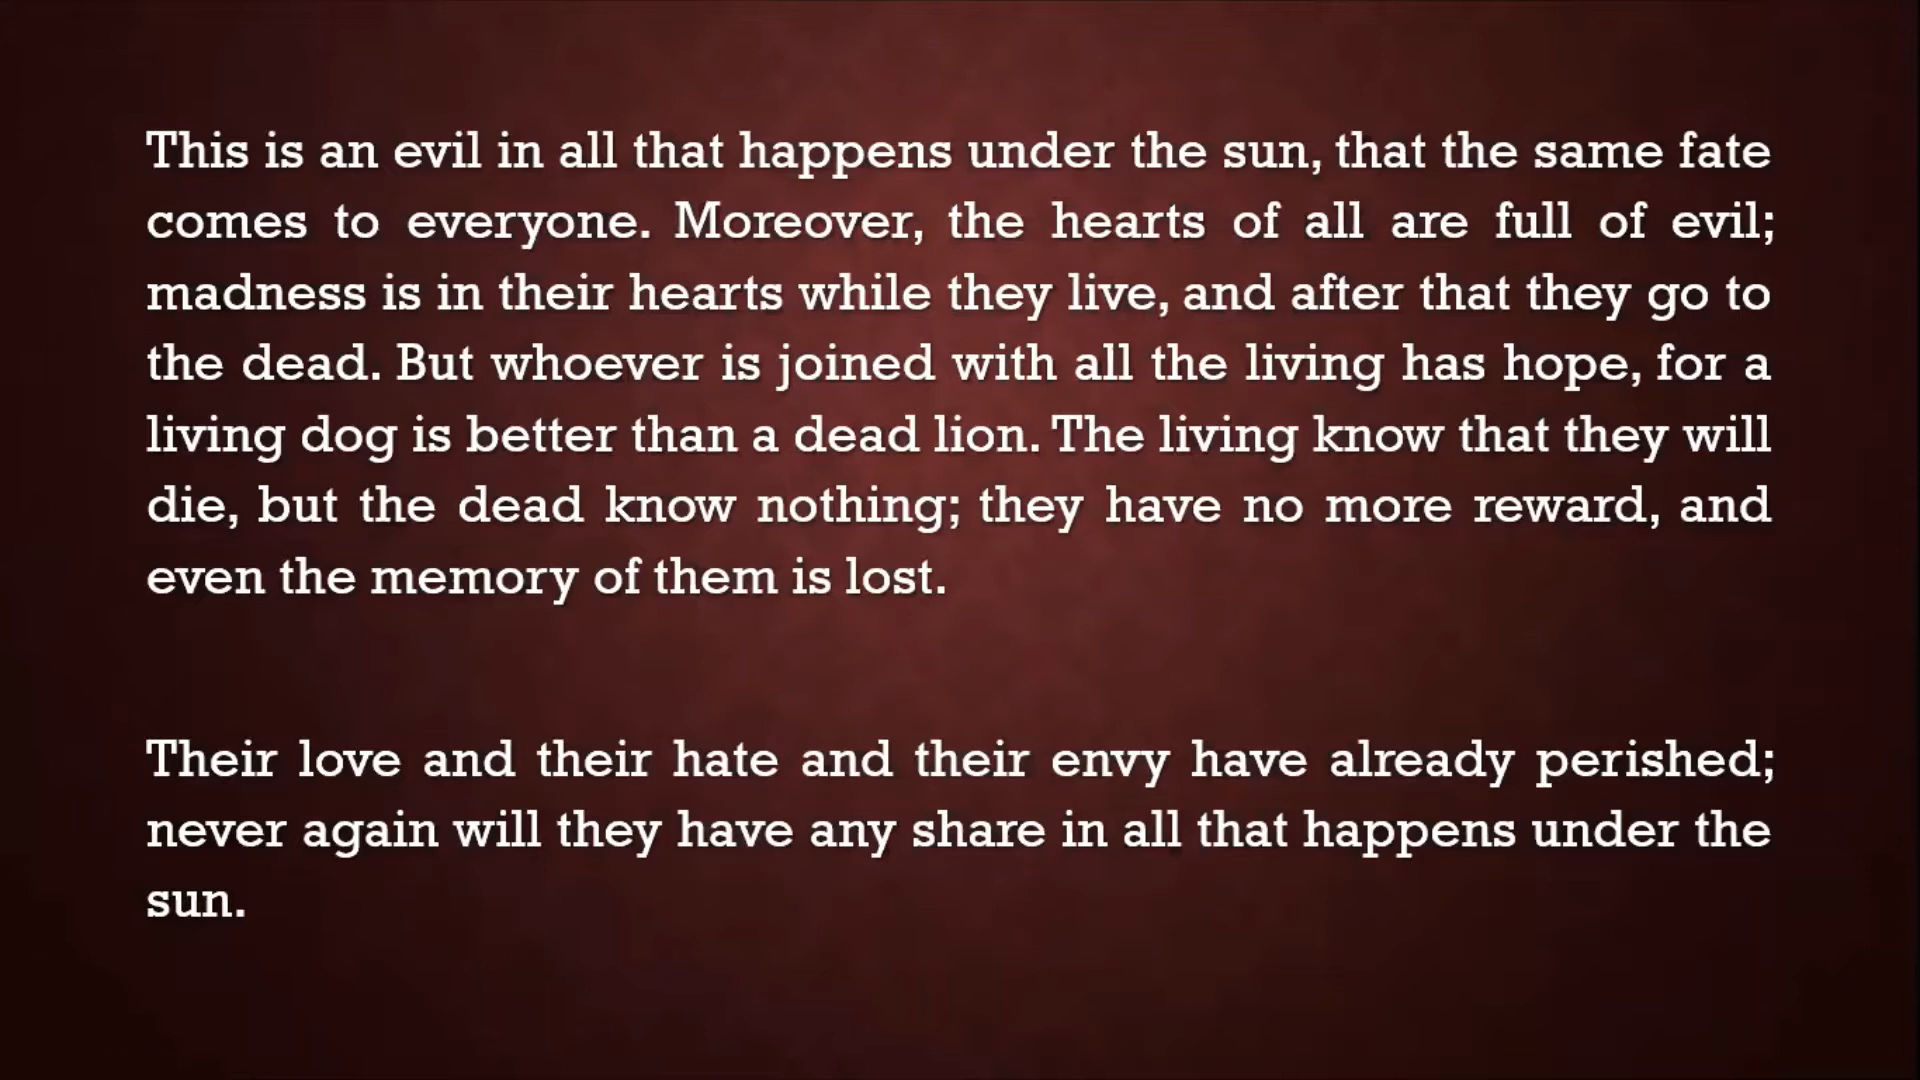 This is an evil in all that happens under the sun, that the same fate
comes to everyone. Moreover, the hearts of all are full of evil;
madness is in their hearts while they live, and after that they go to
the dead. But whoever is joined with all the living has hope, for a
living dog is better than a dead lion. The living know that they will
die, but the dead know nothing; they have no more reward, and
even the memory of them is lost.
Their love and their hate and their envy have already perished;
never again will they have any share in all that happens under the
sun.